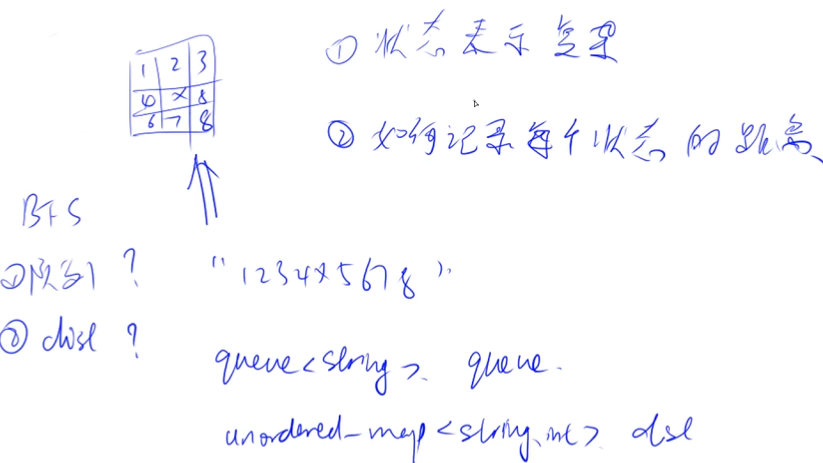 1 2 3
4 x 8
6 7 8
① 状态表示复杂
② 如何记录每个状态的距离
BFS
①队列 ? "1234x5678".
② dist ?
queue<string> queue.
unordered_map<string,int> dist